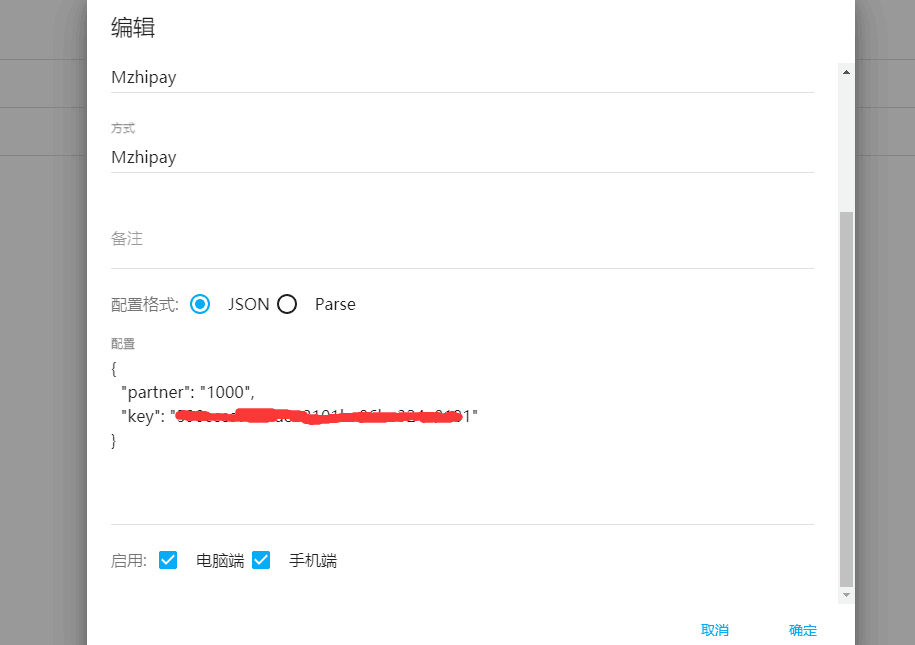 编辑
Mzhipay
方式
Mzhipay
备注
配置格式: JSON Parse
配置
{
"partner": "1000",
"key": "
}
启用: 电脑端 手机端
取消 确定